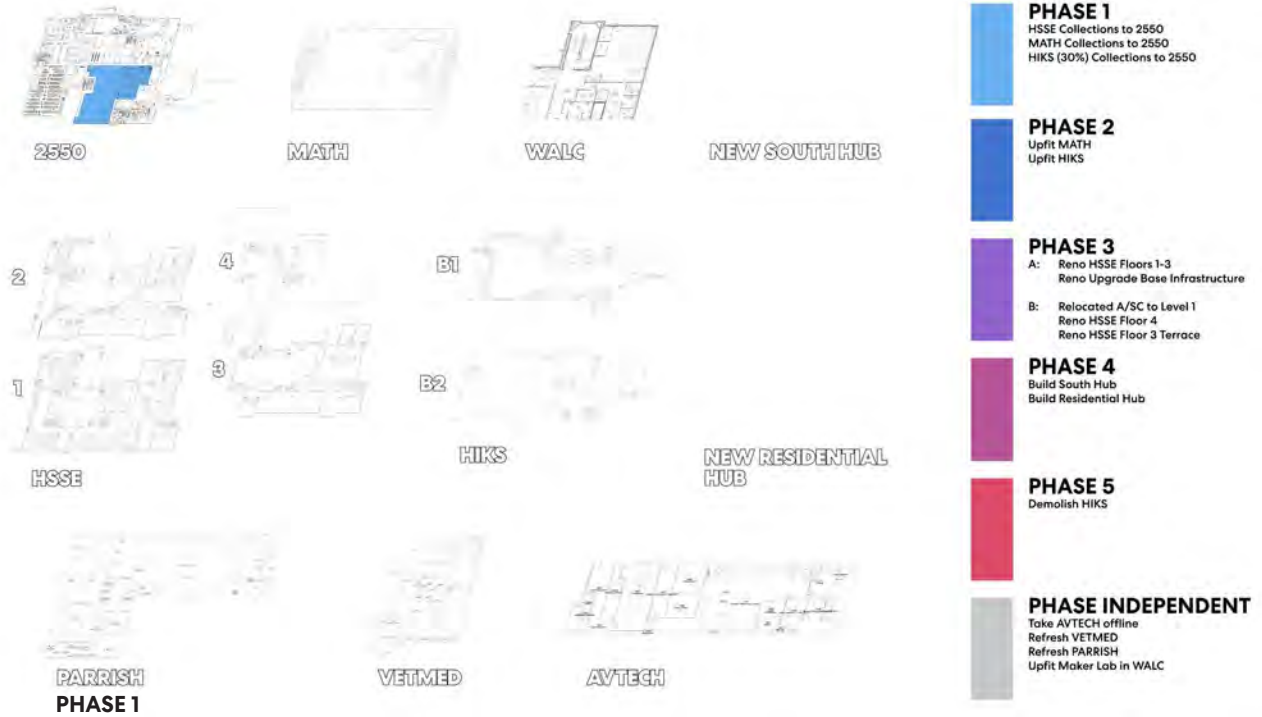 2550
MATH
WALC
NEW SOUTH HUB
2
4
B1
1
3
B2
HSSE
HIKS
NEW RESIDENTIAL
HUB
PARRISH
VETMED
AVTECH
PHASE 1
PHASE 1
HSSE Collections to 2550
MATH Collections to 2550
HIKS (30%) Collections to 2550
PHASE 2
Upfit MATH
Upfit HIKS
PHASE 3
A: Reno HSSE Floors 1-3
Reno Upgrade Base Infrastructure
B: Relocated A/SC to Level 1
Reno HSSE Floor 4
Reno HSSE Floor 3 Terrace
PHASE 4
Build South Hub
Build Residential Hub
PHASE 5
Demolish HIKS
PHASE INDEPENDENT
Take AVTECH offline
Refresh VETMED
Refresh PARRISH
Upfit Maker Lab in WALC